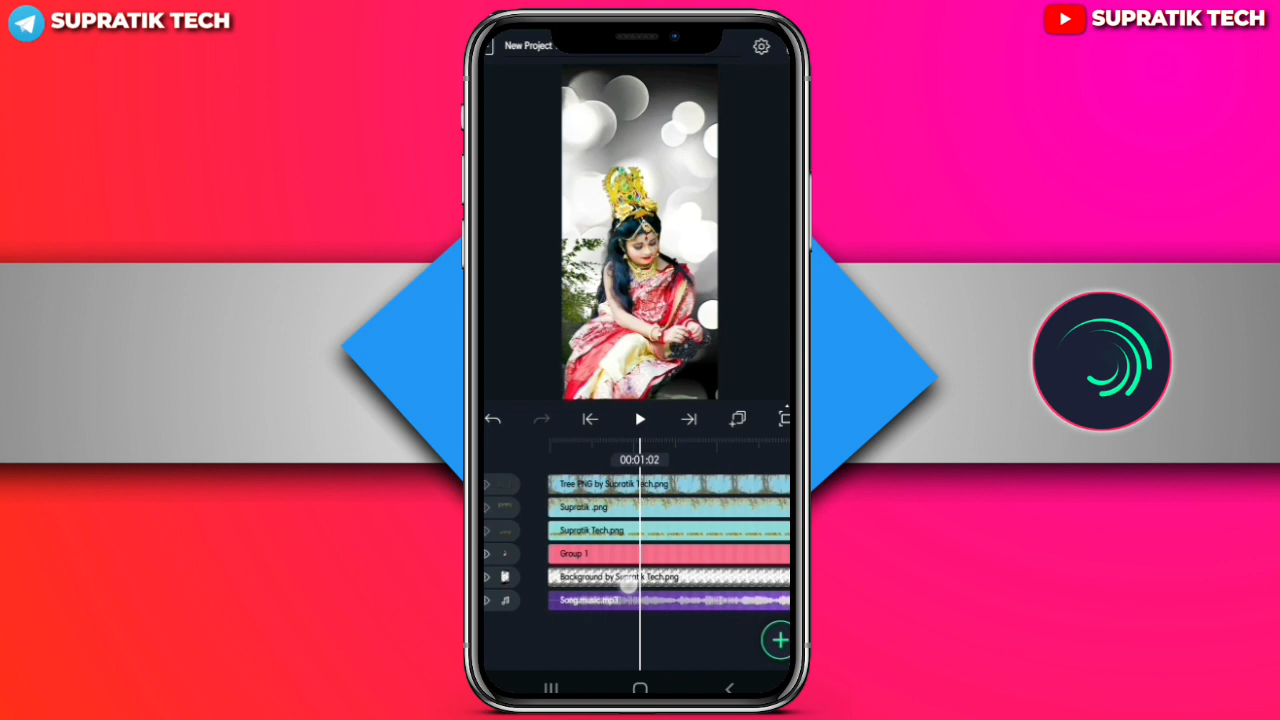 SUPRATIK TECH
SUPRATIK TECH
New Project
00:01:02
Tree PNG by Supratik Tech.png
Supratik .png
Supratik Tech.png
Group 1
Background by Supratik Tech.png
Song.music.mp3